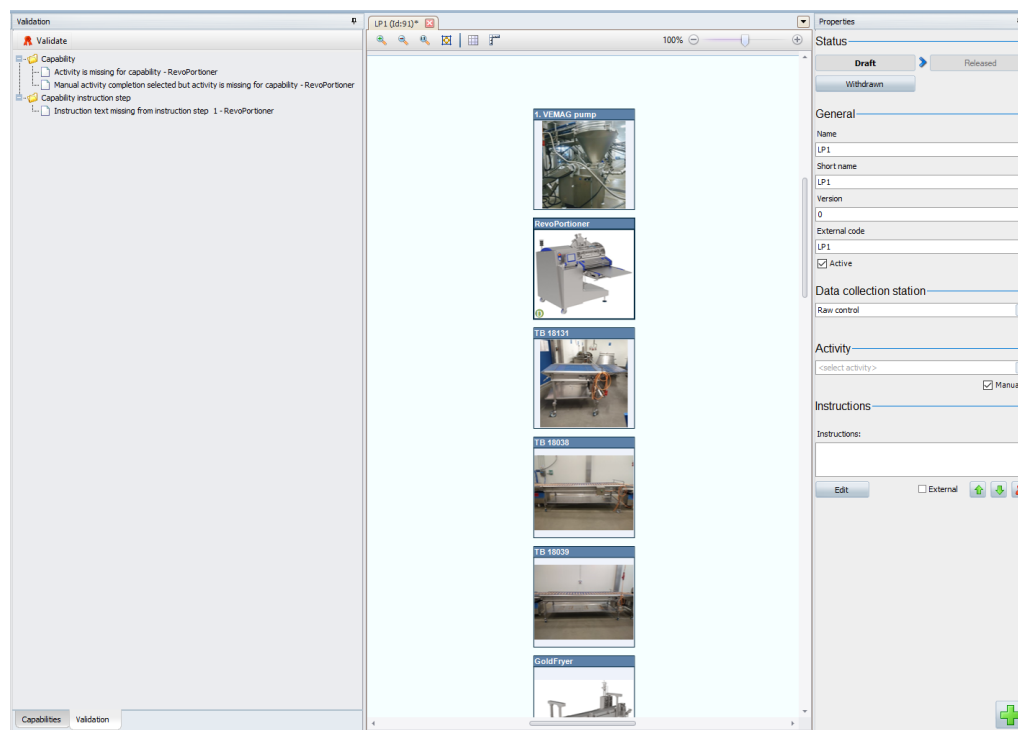 Validation
Validate
Capability
Activity is missing for capability - RevoPortioner
Manual activity completion selected but activity is missing for capability - RevoPortioner
Capability instruction step
Instruction text missing from instruction step 1 - RevoPortioner
Capabilities
Validation
LP1 (Id:91)*
100%
1. VEMAG pump
RevoPortioner
TB 18131
TB 18038
TB 18039
GoldFryer
Properties
Status
Draft
Released
Withdrawn
General
Name
LP1
Short name
LP1
Version
0
External code
LP1
Active
Data collection station
Raw control
Activity
<select activity>
Manua
Instructions
Instructions:
Edit
External